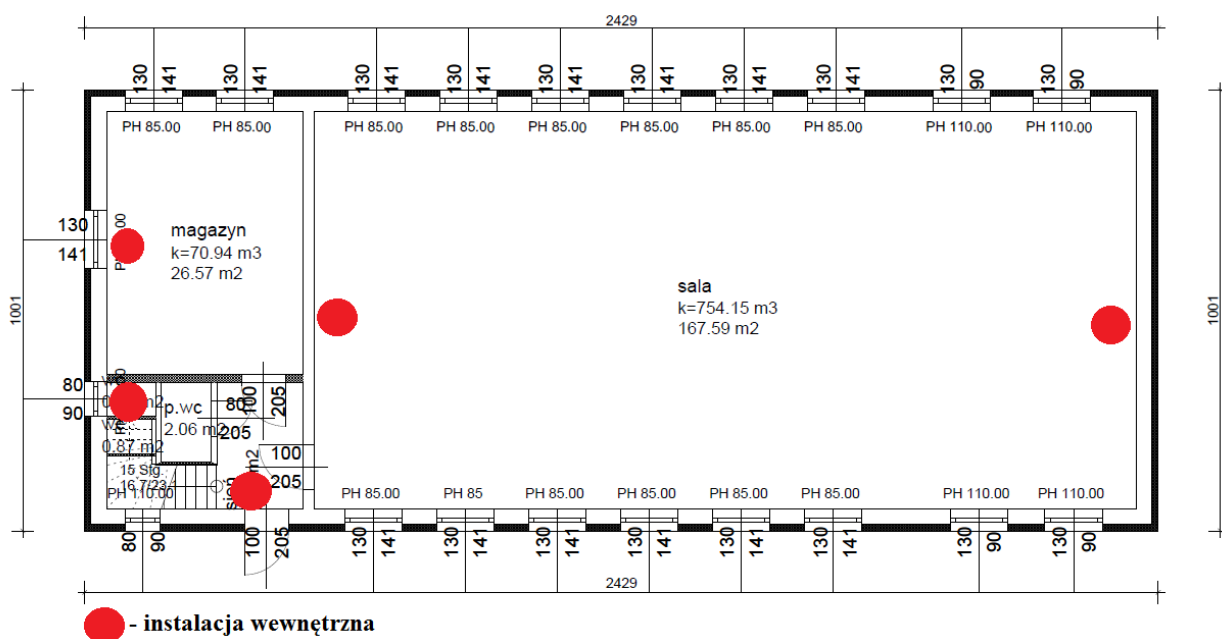 2429
130 141 130 141 130 141 130 141 130 141 130 141 130 141 130 141 130 90 130 90
PH 85.00 PH 85.00 PH 85.00 PH 85.00 PH 85.00 PH 85.00 PH 85.00 PH 85.00 PH 110.00 PH 110.00
130
141
magazyn
k=70.94 m3
26.57 m2
sala
k=754.15 m3
167.59 m2
1001
1001
80
90
p.wc
2.06 m2
0.87 m2
80
205
100
205
100
205
15 Stg.
16.7/23.1
PH 110.00 PH 85.00 PH 85 PH 85.00 PH 85.00 PH 85.00 PH 85.00 PH 110.00 PH 110.00
80 90 100 205 130 141 130 141 130 141 130 141 130 141 130 141 130 90 130 90
2429
- instalacja wewnętrzna